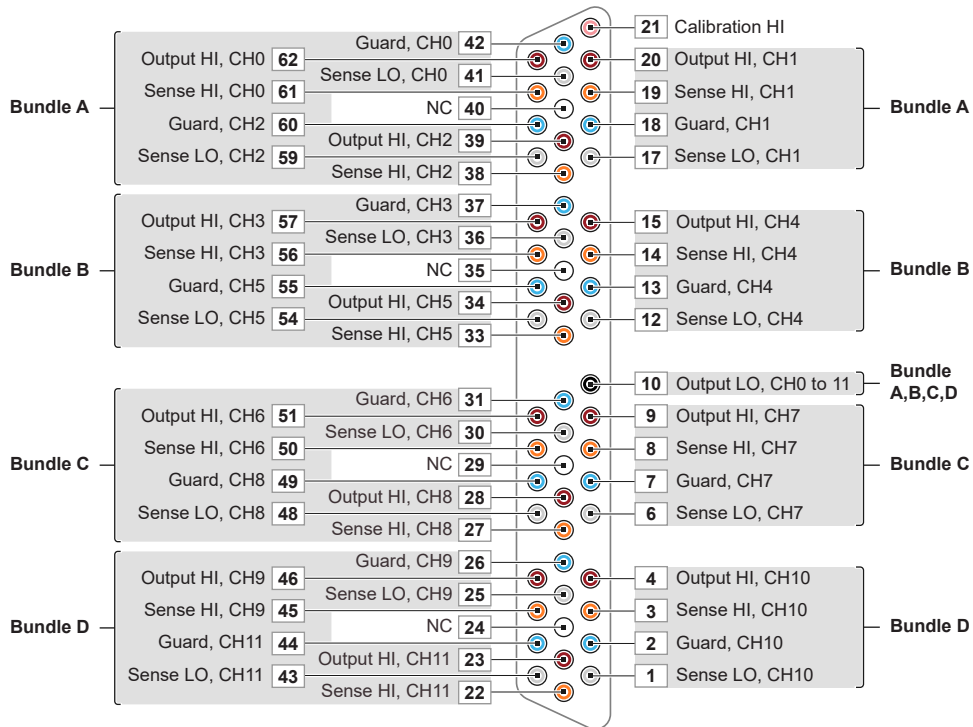 21 Calibration HI
Guard, CH0 42
Output HI, CH0 62
20 Output HI, CH1
Sense LO, CH0 41
Sense HI, CH0 61
19 Sense HI, CH1
Bundle A
NC 40
Bundle A
Guard, CH2 60
18 Guard, CH1
Output HI, CH2 39
Sense LO, CH2 59
17 Sense LO, CH1
Sense HI, CH2 38
Guard, CH3 37
Output HI, CH3 57
15 Output HI, CH4
Sense LO, CH3 36
Sense HI, CH3 56
14 Sense HI, CH4
Bundle B
NC 35
Bundle B
Guard, CH5 55
13 Guard, CH4
Output HI, CH5 34
Sense LO, CH5 54
12 Sense LO, CH4
Sense HI, CH5 33
10 Output LO, CH0 to 11
Bundle
A,B,C,D
Guard, CH6 31
Output HI, CH6 51
9 Output HI, CH7
Sense LO, CH6 30
Sense HI, CH6 50
8 Sense HI, CH7
Bundle C
NC 29
Bundle C
Guard, CH8 49
7 Guard, CH7
Output HI, CH8 28
Sense LO, CH8 48
6 Sense LO, CH7
Sense HI, CH8 27
Guard, CH9 26
Output HI, CH9 46
4 Output HI, CH10
Sense LO, CH9 25
Sense HI, CH9 45
3 Sense HI, CH10
Bundle D
NC 24
Bundle D
Guard, CH11 44
2 Guard, CH10
Output HI, CH11 23
Sense LO, CH11 43
1 Sense LO, CH10
Sense HI, CH11 22